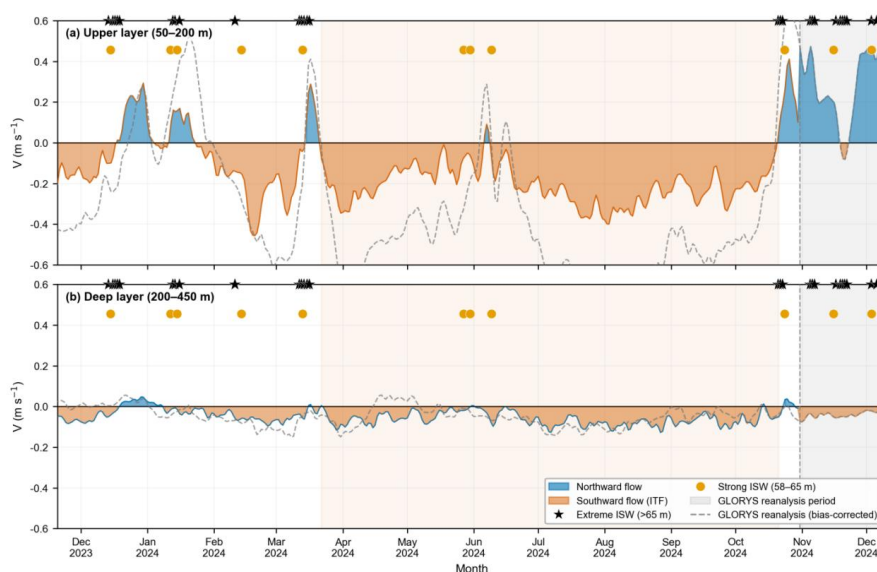 (a) Upper layer (50–200 m)
0.6
0.4
0.2
0.0
-0.2
-0.4
-0.6
V (m s⁻¹)
(b) Deep layer (200–450 m)
0.6
0.4
0.2
0.0
-0.2
-0.4
-0.6
V (m s⁻¹)
Northward flow
Southward flow (ITF)
Extreme ISW (>65 m)
Strong ISW (58–65 m)
GLORYS reanalysis period
GLORYS reanalysis (bias-corrected)
Dec Jan Feb Mar Apr May Jun Jul Aug Sep Oct Nov Dec
2023 2024 2024 2024 2024 2024 2024 2024 2024 2024 2024 2024 2024
Month